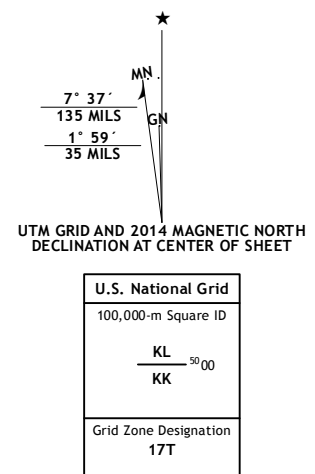 ★
MN
7° 37´
135 MILS
GN
1° 59´
35 MILS
UTM GRID AND 2014 MAGNETIC NORTH
DECLINATION AT CENTER OF SHEET
U.S. National Grid
100,000-m Square ID
KL
5000
KK
Grid Zone Designation
17T